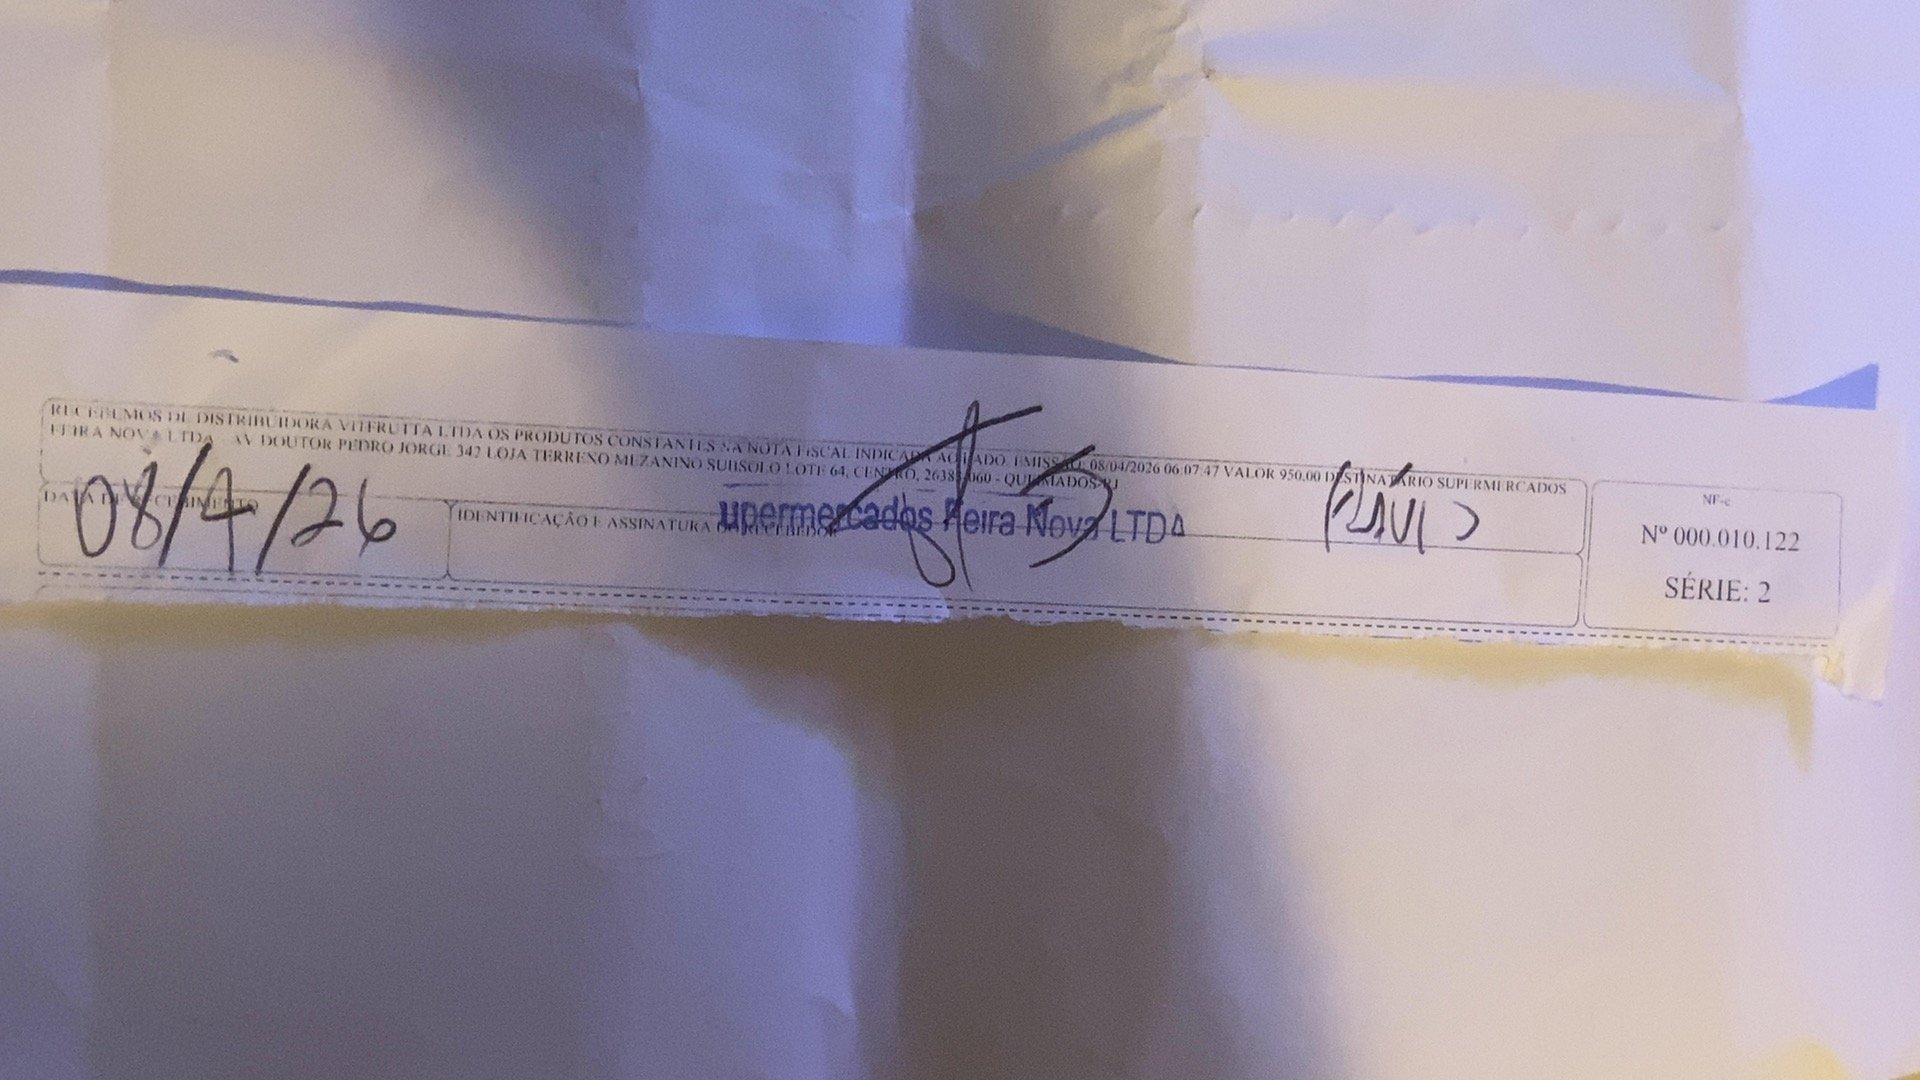 RECEBEMOS DE DISTRIBUIDORA VITFRUTTA LTDA OS PRODUTOS CONSTANTES NA NOTA FISCAL INDICADA AO LADO. EMISSÃO: 08/04/2026 06:07:47 VALOR 950.00 DESTINATARIO SUPERMERCADOS
FEIRA NOVA LTDA - AV DOUTOR PEDRO JORGE 342 LOJA TERRENO MEZANINO SUBSOLO LOTE 64, CENTRO, 26383-060 - QUEIMADOS-RJ
DATA DE RECEBIMENTO
08/4/26
IDENTIFICAÇÃO E ASSINATURA DO RECEBEDOR
upermercados Feira Nova LTDA
NF-e
Nº 000.010.122
SÉRIE: 2